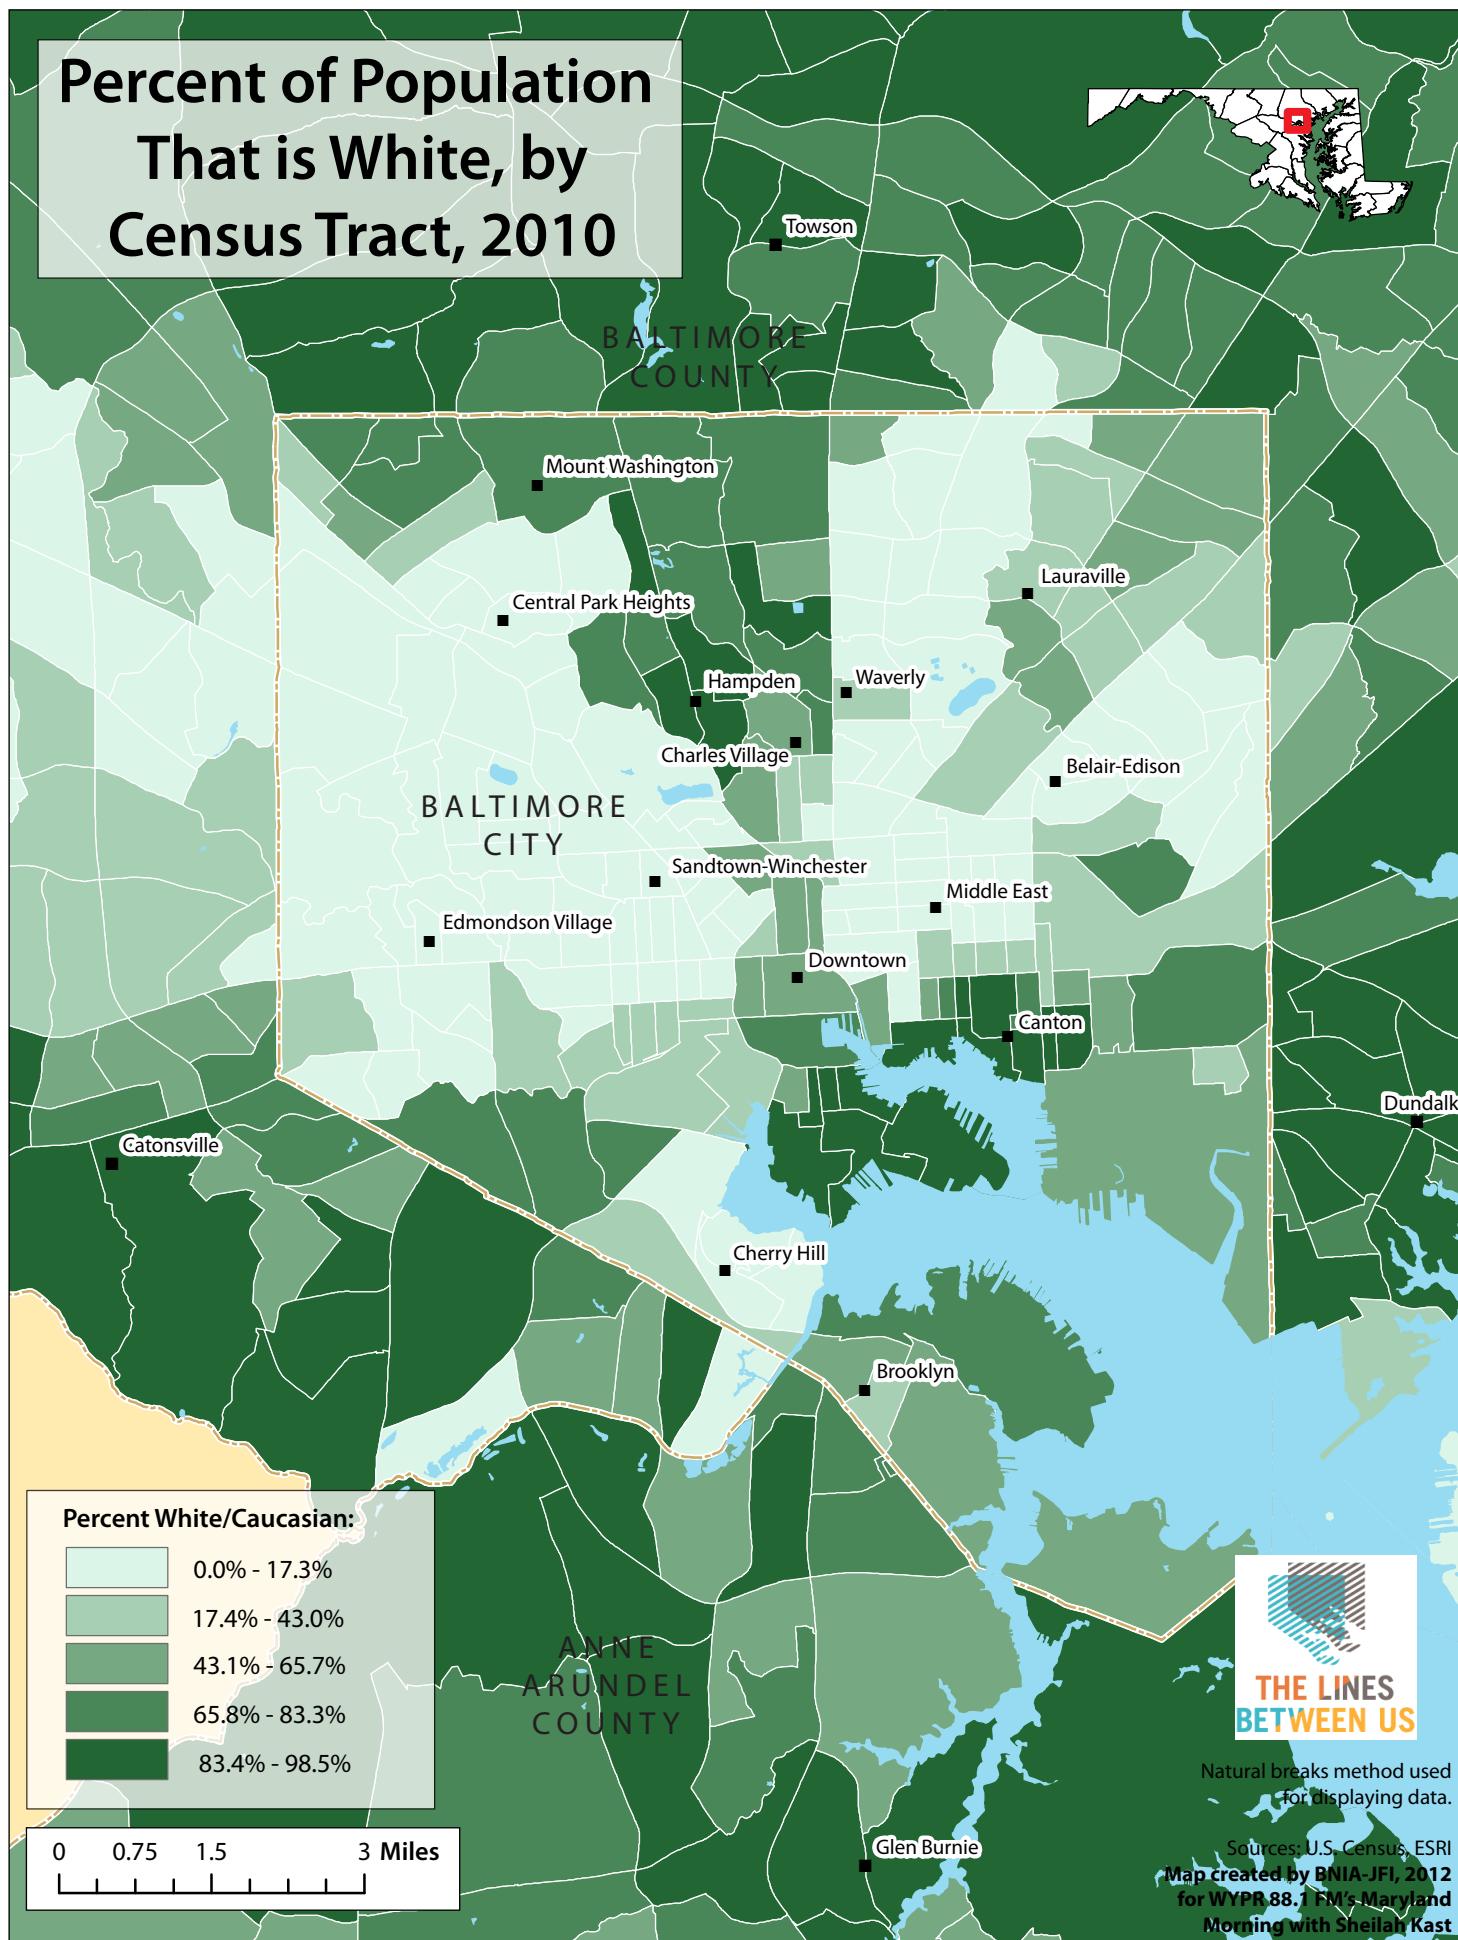 Percent of Population
That is White, by
Census Tract, 2010
Towson
BALTIMORE
COUNTY
Mount Washington
Lauraville
Central Park Heights
Waverly
Hampden
Charles Village
Belair-Edison
BALTIMORE
CITY
Sandtown-Winchester
Middle East
Edmondson Village
Downtown
Canton
Dundalk
Catonsville
Cherry Hill
Brooklyn
Percent White/Caucasian:
0.0% - 17.3%
17.4% - 43.0%
43.1% - 65.7%
65.8% - 83.3%
83.4% - 98.5%
ANNE
ARUNDEL
COUNTY
THE LINES
BETWEEN US
Natural breaks method used
for displaying data.
Glen Burnie
0 0.75 1.5 3 Miles
Sources: U.S. Census, ESRI
Map created by BNIA-JFI, 2012
for WYPR 88.1 FM's Maryland
Morning with Sheilah Kast